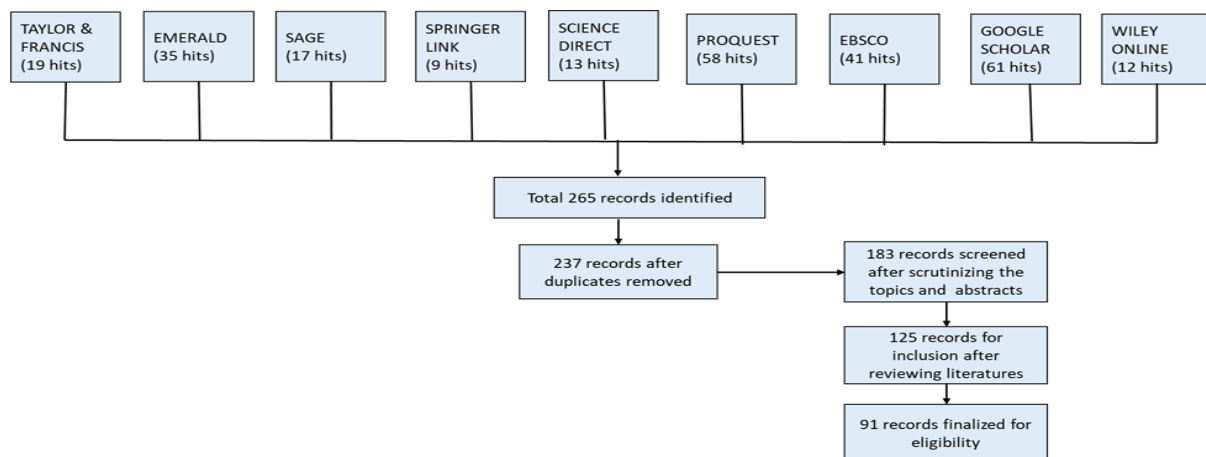 TAYLOR &
FRANCIS
(19 hits)
EMERALD
(35 hits)
SAGE
(17 hits)
SPRINGER
LINK
(9 hits)
SCIENCE
DIRECT
(13 hits)
PROQUEST
(58 hits)
EBSCO
(41 hits)
GOOGLE
SCHOLAR
(61 hits)
WILEY
ONLINE
(12 hits)
Total 265 records identified
237 records after
duplicates removed
183 records screened
after scrutinizing the
topics and abstracts
125 records for
inclusion after
reviewing literatures
91 records finalized for
eligibility